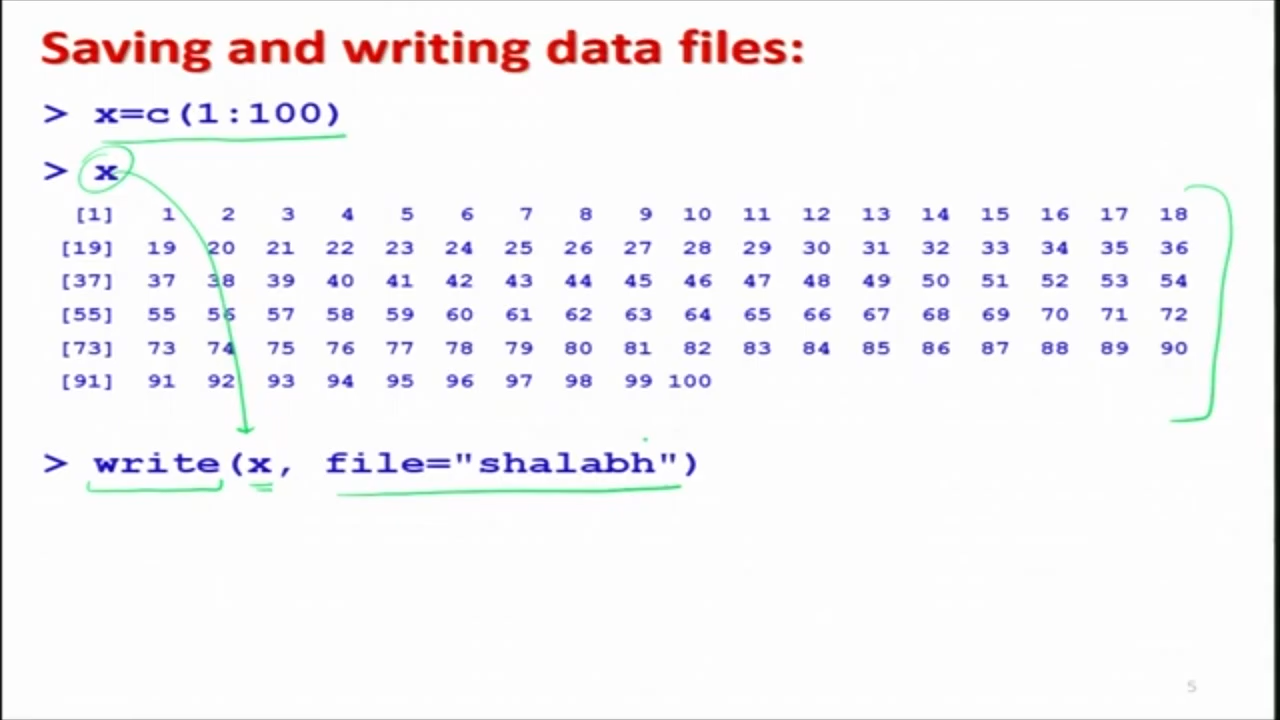 Saving and writing data files:
> x=c(1:100)
> x
[1] 1 2 3 4 5 6 7 8 9 10 11 12 13 14 15 16 17 18
[19] 19 20 21 22 23 24 25 26 27 28 29 30 31 32 33 34 35 36
[37] 37 38 39 40 41 42 43 44 45 46 47 48 49 50 51 52 53 54
[55] 55 56 57 58 59 60 61 62 63 64 65 66 67 68 69 70 71 72
[73] 73 74 75 76 77 78 79 80 81 82 83 84 85 86 87 88 89 90
[91] 91 92 93 94 95 96 97 98 99 100
> write(x, file="shalabh")
5